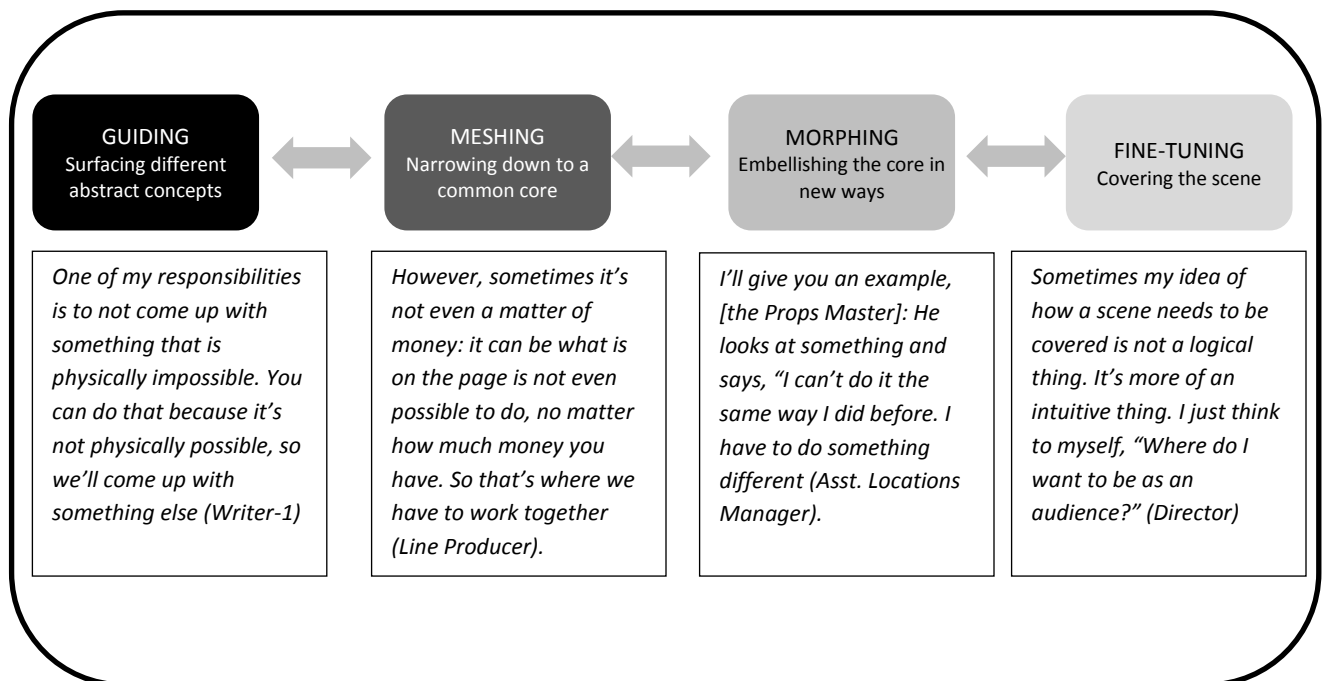 GUIDING
Surfacing different
abstract concepts
MESHING
Narrowing down to a
common core
MORPHING
Embellishing the core in
new ways
FINE-TUNING
Covering the scene
One of my responsibilities
is to not come up with
something that is
physically impossible. You
can do that because it’s
not physically possible, so
we’ll come up with
something else (Writer-1)
However, sometimes it’s
not even a matter of
money: it can be what is
on the page is not even
possible to do, no matter
how much money you
have. So that’s where we
have to work together
(Line Producer).
I’ll give you an example,
[the Props Master]: He
looks at something and
says, “I can’t do it the
same way I did before. I
have to do something
different (Asst. Locations
Manager).
Sometimes my idea of
how a scene needs to be
covered is not a logical
thing. It’s more of an
intuitive thing. I just think
to myself, “Where do I
want to be as an
audience?” (Director)